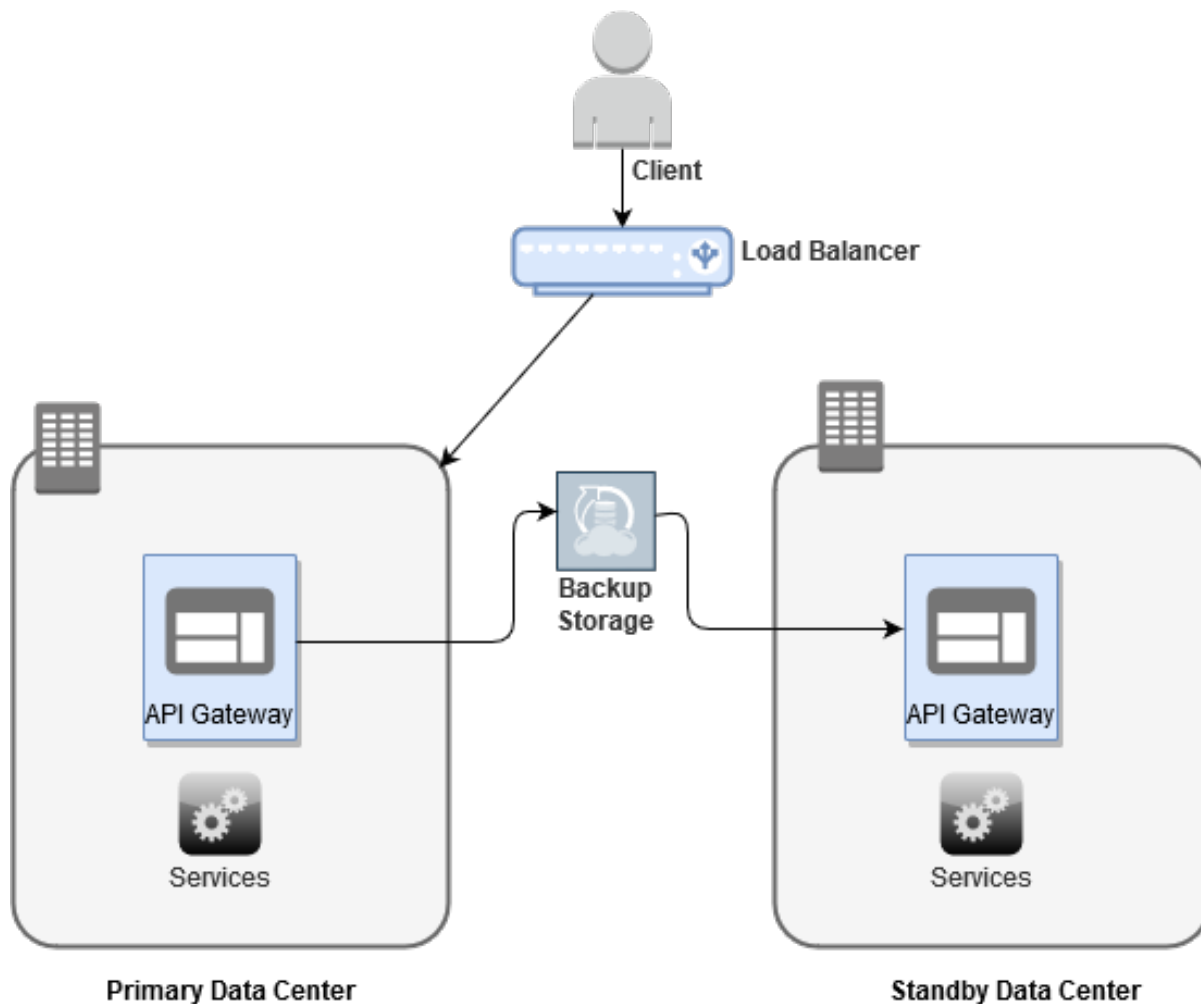 Client
Load Balancer
Backup
Storage
API Gateway
API Gateway
Services
Services
Primary Data Center
Standby Data Center